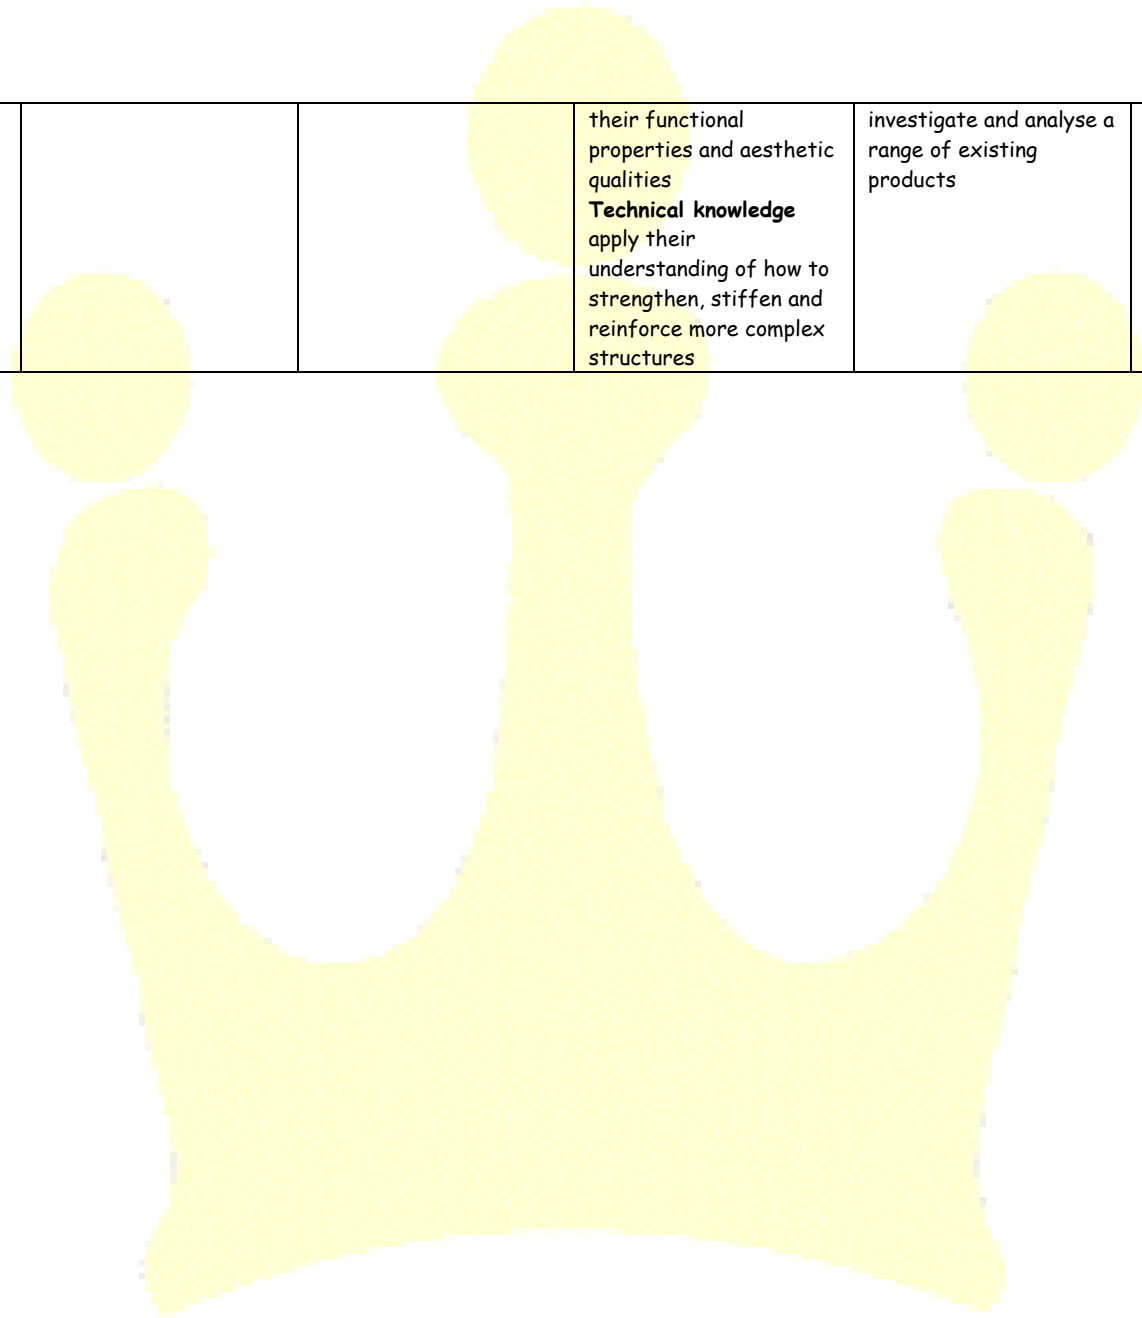 their functional
properties and aesthetic
qualities
Technical knowledge
apply their
understanding of how to
strengthen, stiffen and
reinforce more complex
structures
investigate and analyse a
range of existing
products